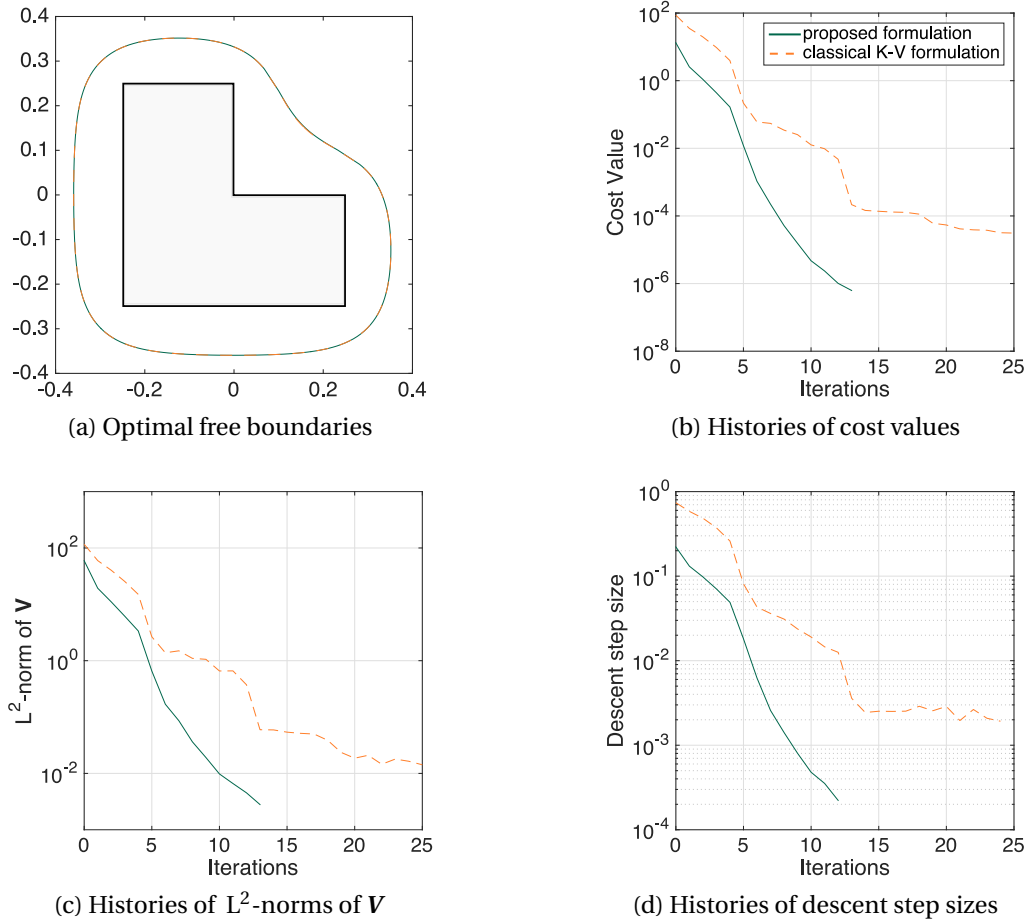 0.4
0.3
0.2
0.1
0
-0.1
-0.2
-0.3
-0.4
-0.4 -0.2 0 0.2 0.4
(a) Optimal free boundaries
proposed formulation
classical K-V formulation
Cost Value
10^2
10^0
10^-2
10^-4
10^-6
10^-8
0 5 10 15 20 25
Iterations
(b) Histories of cost values
L^2-norm of V
10^2
10^0
10^-2
0 5 10 15 20 25
Iterations
(c) Histories of L^2-norms of V
Descent step size
10^0
10^-1
10^-2
10^-3
10^-4
0 5 10 15 20 25
Iterations
(d) Histories of descent step sizes